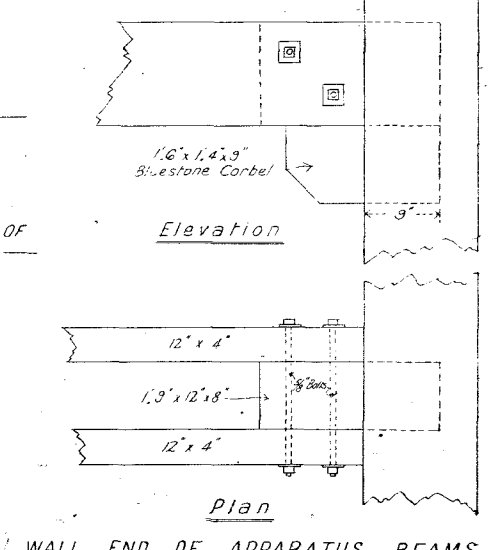 1'.6" x 1'.4" x 9"
Bluestone Corbel
9"
OF
Elevation
12" x 4"
1'.9" x 12" x 8"
5/8" Bolts
12" x 4"
Plan
WALL END OF APPARATUS BEAMS